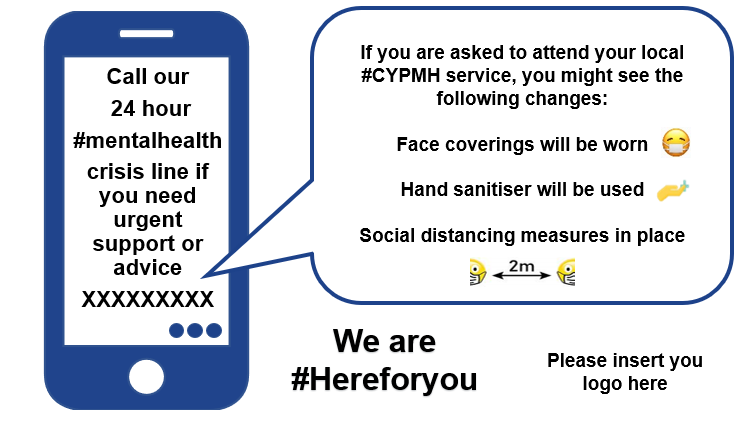 Call our
24 hour
#mentalhealth
crisis line if
you need
urgent
support or
advice
XXXXXXXXX
If you are asked to attend your local
#CYPMH service, you might see the
following changes:
Face coverings will be worn
Hand sanitiser will be used
Social distancing measures in place
2m
We are
#Hereforyou
Please insert you
logo here